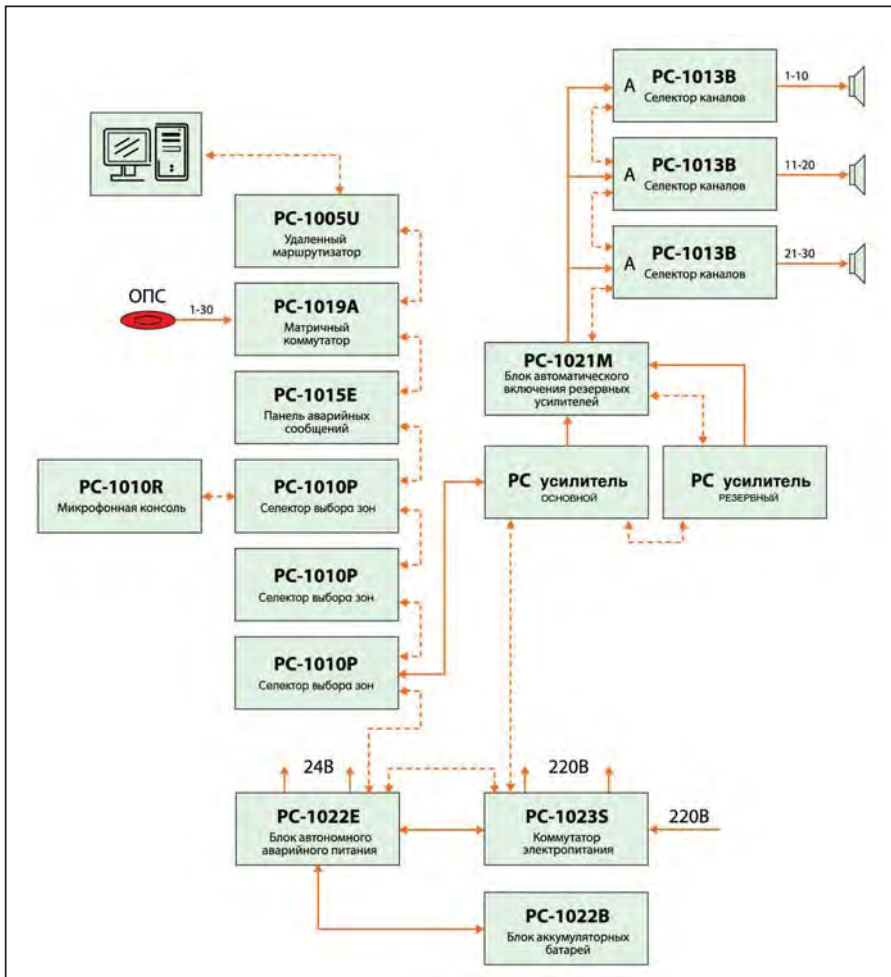 PC-1013B
A
Селектор каналов
1-10
PC-1013B
A
Селектор каналов
11-20
PC-1013B
A
Селектор каналов
21-30
PC-1005U
Удаленный
маршрутизатор
ОПС
1-30
PC-1019A
Матричный
коммутатор
PC-1015E
Панель аварийных
сообщений
PC-1021M
Блок автоматического
включения резервных
усилителей
PC-1010R
Микрофонная консоль
PC-1010P
Селектор выбора зон
PC усилитель
ОСНОВНОЙ
PC усилитель
РЕЗЕРВНЫЙ
PC-1010P
Селектор выбора зон
PC-1010P
Селектор выбора зон
24В
220В
PC-1022E
Блок автономного
аварийного питания
PC-1023S
Коммутатор
электропитания
220В
PC-1022B
Блок аккумуляторных
батарей